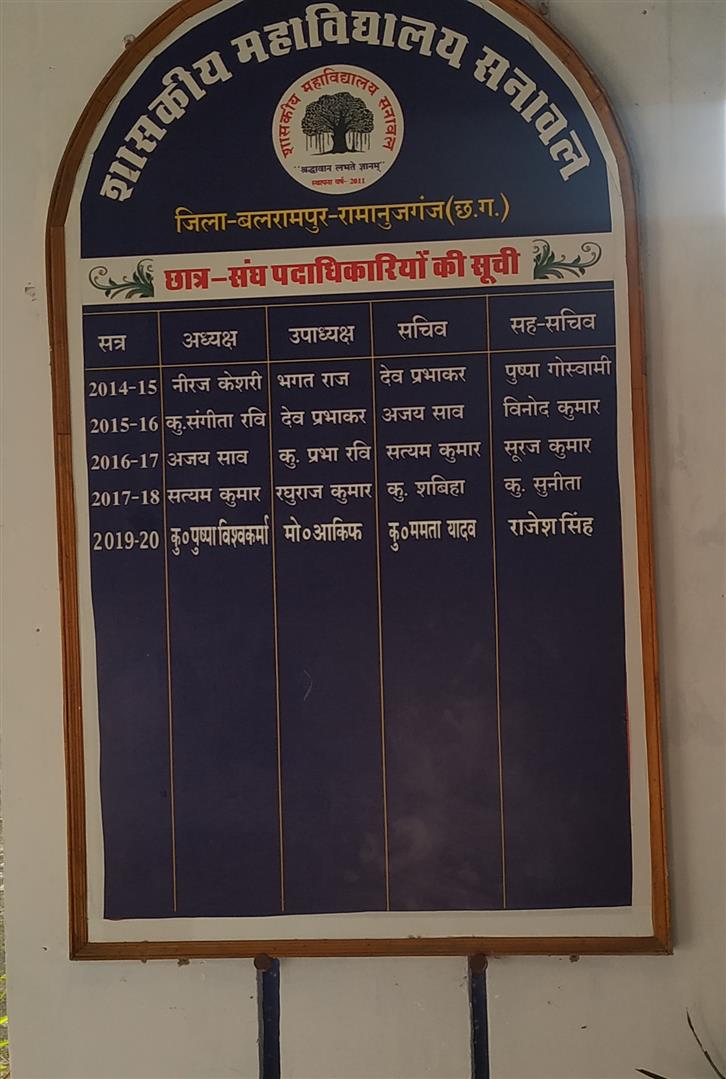 शासकीय महाविद्यालय सनावल
शासकीय महाविद्यालय सनावल
"श्रद्धावान लभते ज्ञानम्"
स्थापना वर्ष- 2011
जिला-बलरामपुर-रामानुजगंज(छ.ग.)
छात्र-संघ पदाधिकारियों की सूची
सत्र अध्यक्ष उपाध्यक्ष सचिव सह-सचिव
2014-15 नीरज केशरी भगत राज देव प्रभाकर पुष्पा गोस्वामी
2015-16 कु.संगीता रवि देव प्रभाकर अजय साव विनोद कुमार
2016-17 अजय साव कु. प्रभा रवि सत्यम कुमार सूरज कुमार
2017-18 सत्यम कुमार रघुराज कुमार कु. शबिहा कु. सुनीता
2019-20 कु०पुष्पा विश्वकर्मा मो०आकिफ कु०ममता यादव राजेश सिंह